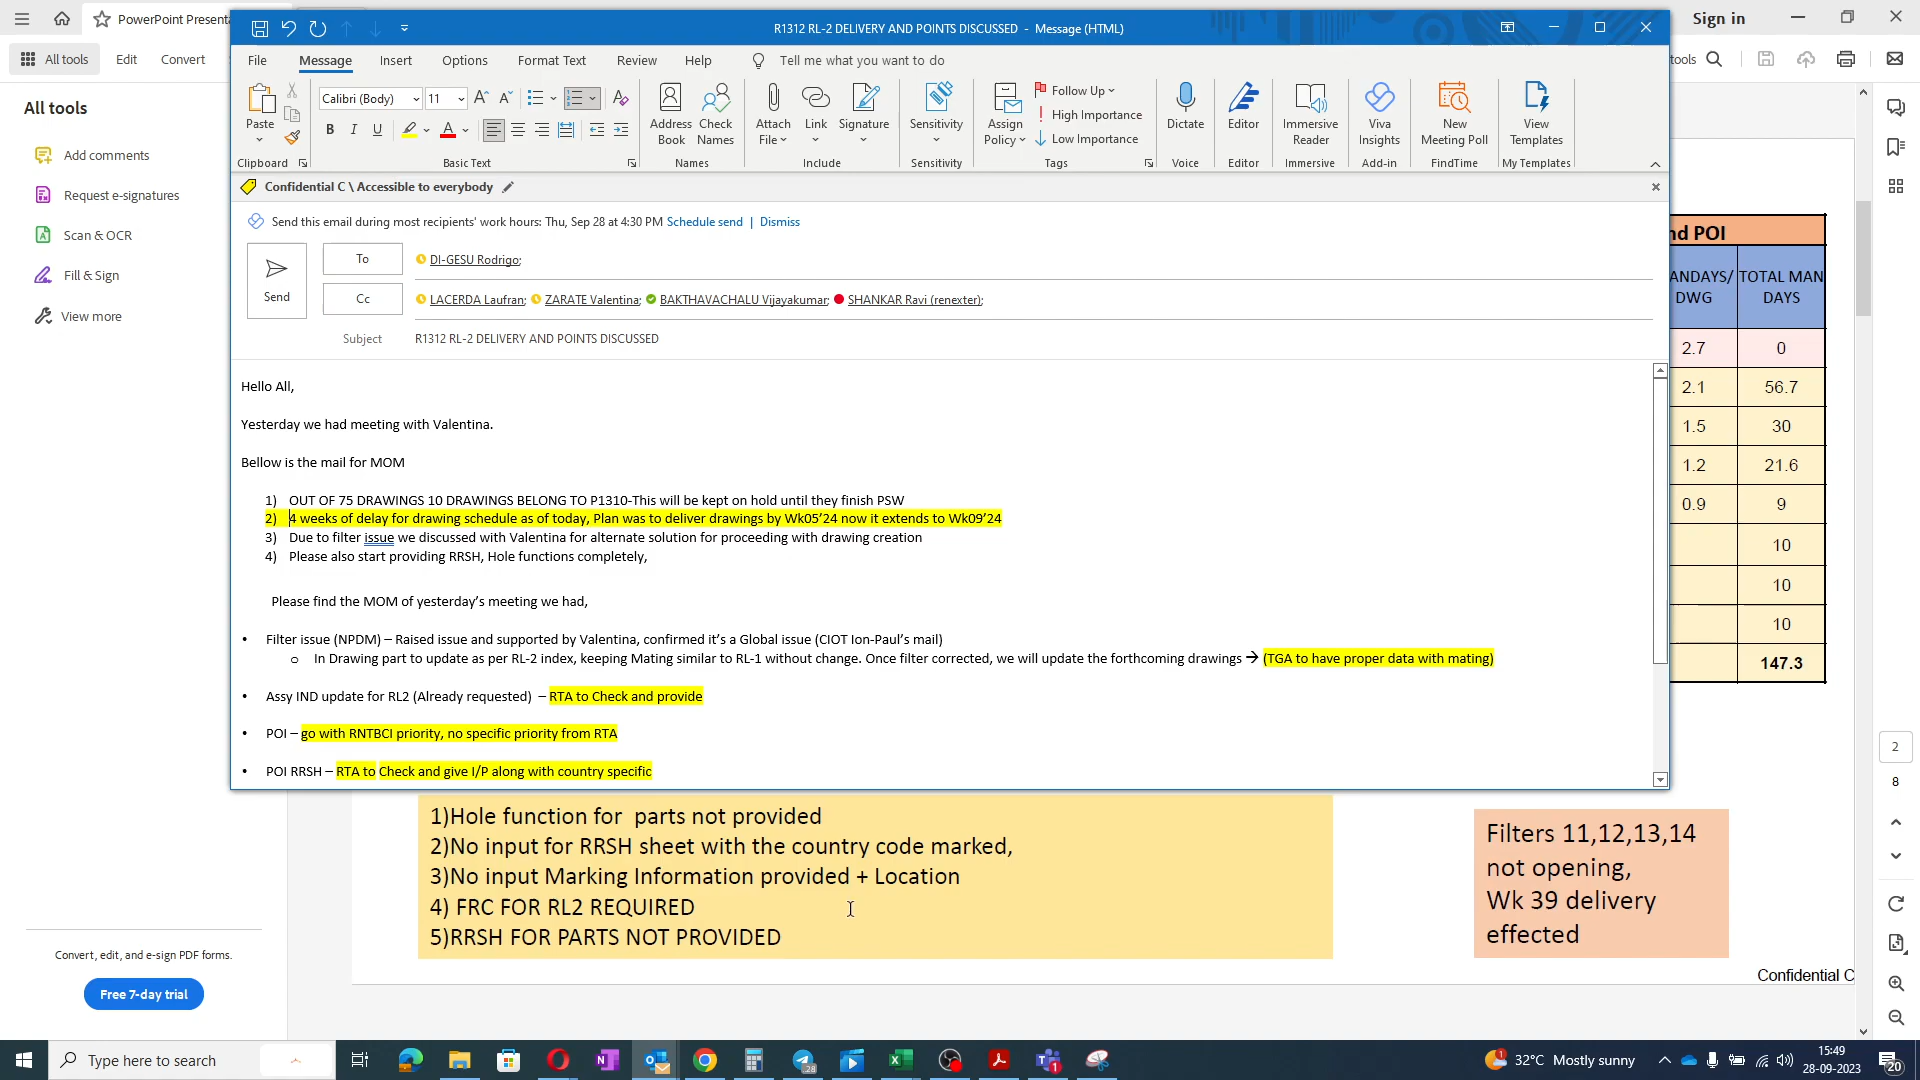 PowerPoint Presenta
R1312 RL-2 DELIVERY AND POINTS DISCUSSED - Message (HTML)
Sign in
All tools
Edit
Convert
File
Message
Insert
Options
Format Text
Review
Help
Tell me what you want to do
tools
Paste
Calibri (Body)
11
B I U
A
Address Book
Check Names
Attach File
Link
Signature
Sensitivity
Assign Policy
Follow Up
High Importance
Low Importance
Dictate
Editor
Immersive Reader
Viva Insights
New Meeting Poll
View Templates
Clipboard
Basic Text
Names
Include
Sensitivity
Tags
Voice
Editor
Immersive
Add-in
FindTime
My Templates
All tools
Add comments
Request e-signatures
Scan & OCR
Fill & Sign
View more
Convert, edit, and e-sign PDF forms.
Free 7-day trial
Confidential C \ Accessible to everybody
Send this email during most recipients' work hours: Thu, Sep 28 at 4:30 PM Schedule send | Dismiss
Send
To
DI-GESU Rodrigo;
Cc
LACERDA Laufran; ZARATE Valentina; BAKTHAVACHALU Vijayakumar; SHANKAR Ravi (renexter);
Subject
R1312 RL-2 DELIVERY AND POINTS DISCUSSED
Hello All,
Yesterday we had meeting with Valentina.
Bellow is the mail for MOM
1) OUT OF 75 DRAWINGS 10 DRAWINGS BELONG TO P1310-This will be kept on hold until they finish PSW
2) 4 weeks of delay for drawing schedule as of today, Plan was to deliver drawings by Wk05’24 now it extends to Wk09’24
3) Due to filter issue we discussed with Valentina for alternate solution for proceeding with drawing creation
4) Please also start providing RRSH, Hole functions completely,
Please find the MOM of yesterday’s meeting we had,
• Filter issue (NPDM) – Raised issue and supported by Valentina, confirmed it’s a Global issue (CIOT Ion-Paul’s mail)
o In Drawing part to update as per RL-2 index, keeping Mating similar to RL-1 without change. Once filter corrected, we will update the forthcoming drawings → (TGA to have proper data with mating)
• Assy IND update for RL2 (Already requested) – RTA to Check and provide
• POI – go with RNTBCI priority, no specific priority from RTA
• POI RRSH – RTA to Check and give I/P along with country specific
nd POI
ANDAYS/ DWG
TOTAL MAN DAYS
2.7 0
2.1 56.7
1.5 30
1.2 21.6
0.9 9
10
10
10
147.3
1)Hole function for parts not provided
2)No input for RRSH sheet with the country code marked,
3)No input Marking Information provided + Location
4) FRC FOR RL2 REQUIRED
5)RRSH FOR PARTS NOT PROVIDED
Filters 11,12,13,14
not opening,
Wk 39 delivery
effected
Confidential C
2
8
Type here to search
28
1
32°C Mostly sunny
15:49
28-09-2023
20